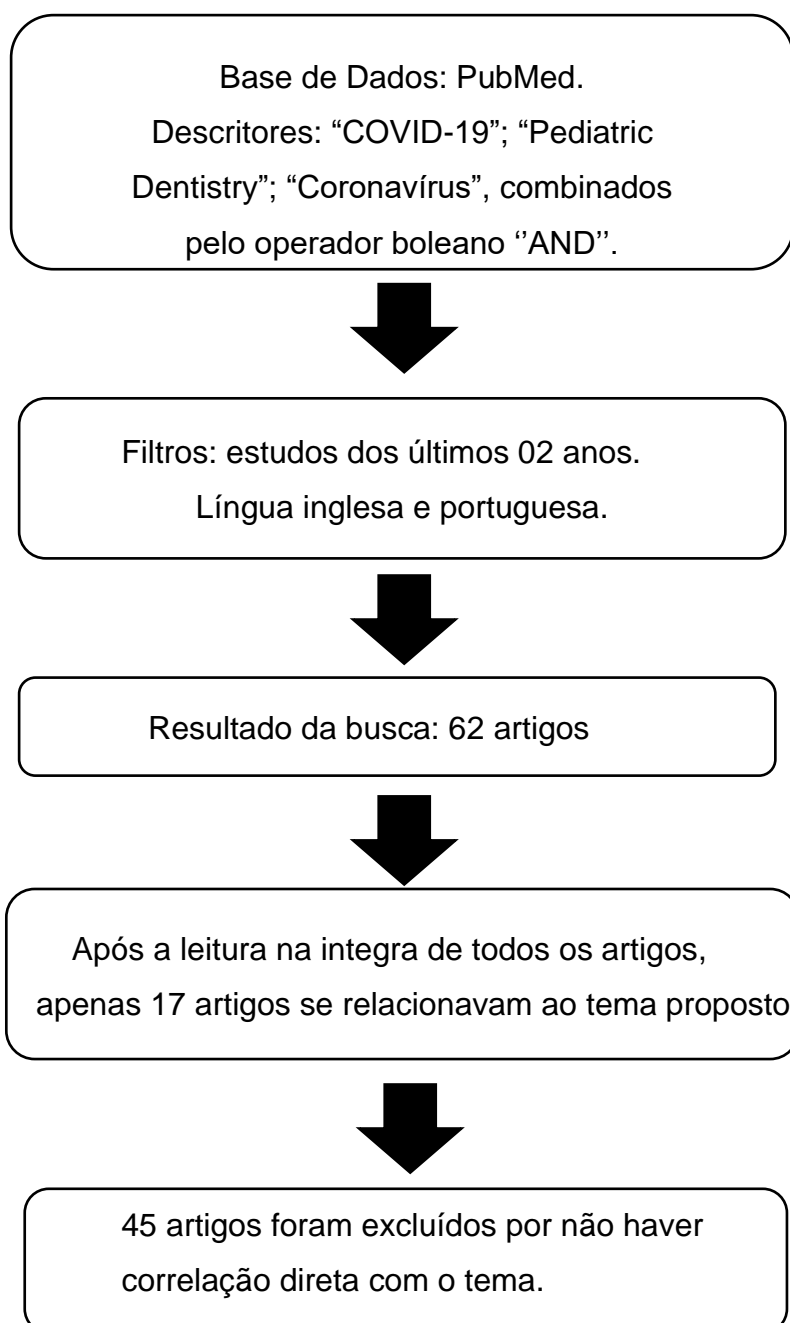 Base de Dados: PubMed.
Descritores: “COVID-19”; “Pediatric
Dentistry”; “Coronavírus”, combinados
pelo operador boleano ‘’AND’’.
Filtros: estudos dos últimos 02 anos.
Língua inglesa e portuguesa.
Resultado da busca: 62 artigos
Após a leitura na integra de todos os artigos,
apenas 17 artigos se relacionavam ao tema proposto
45 artigos foram excluídos por não haver
correlação direta com o tema.